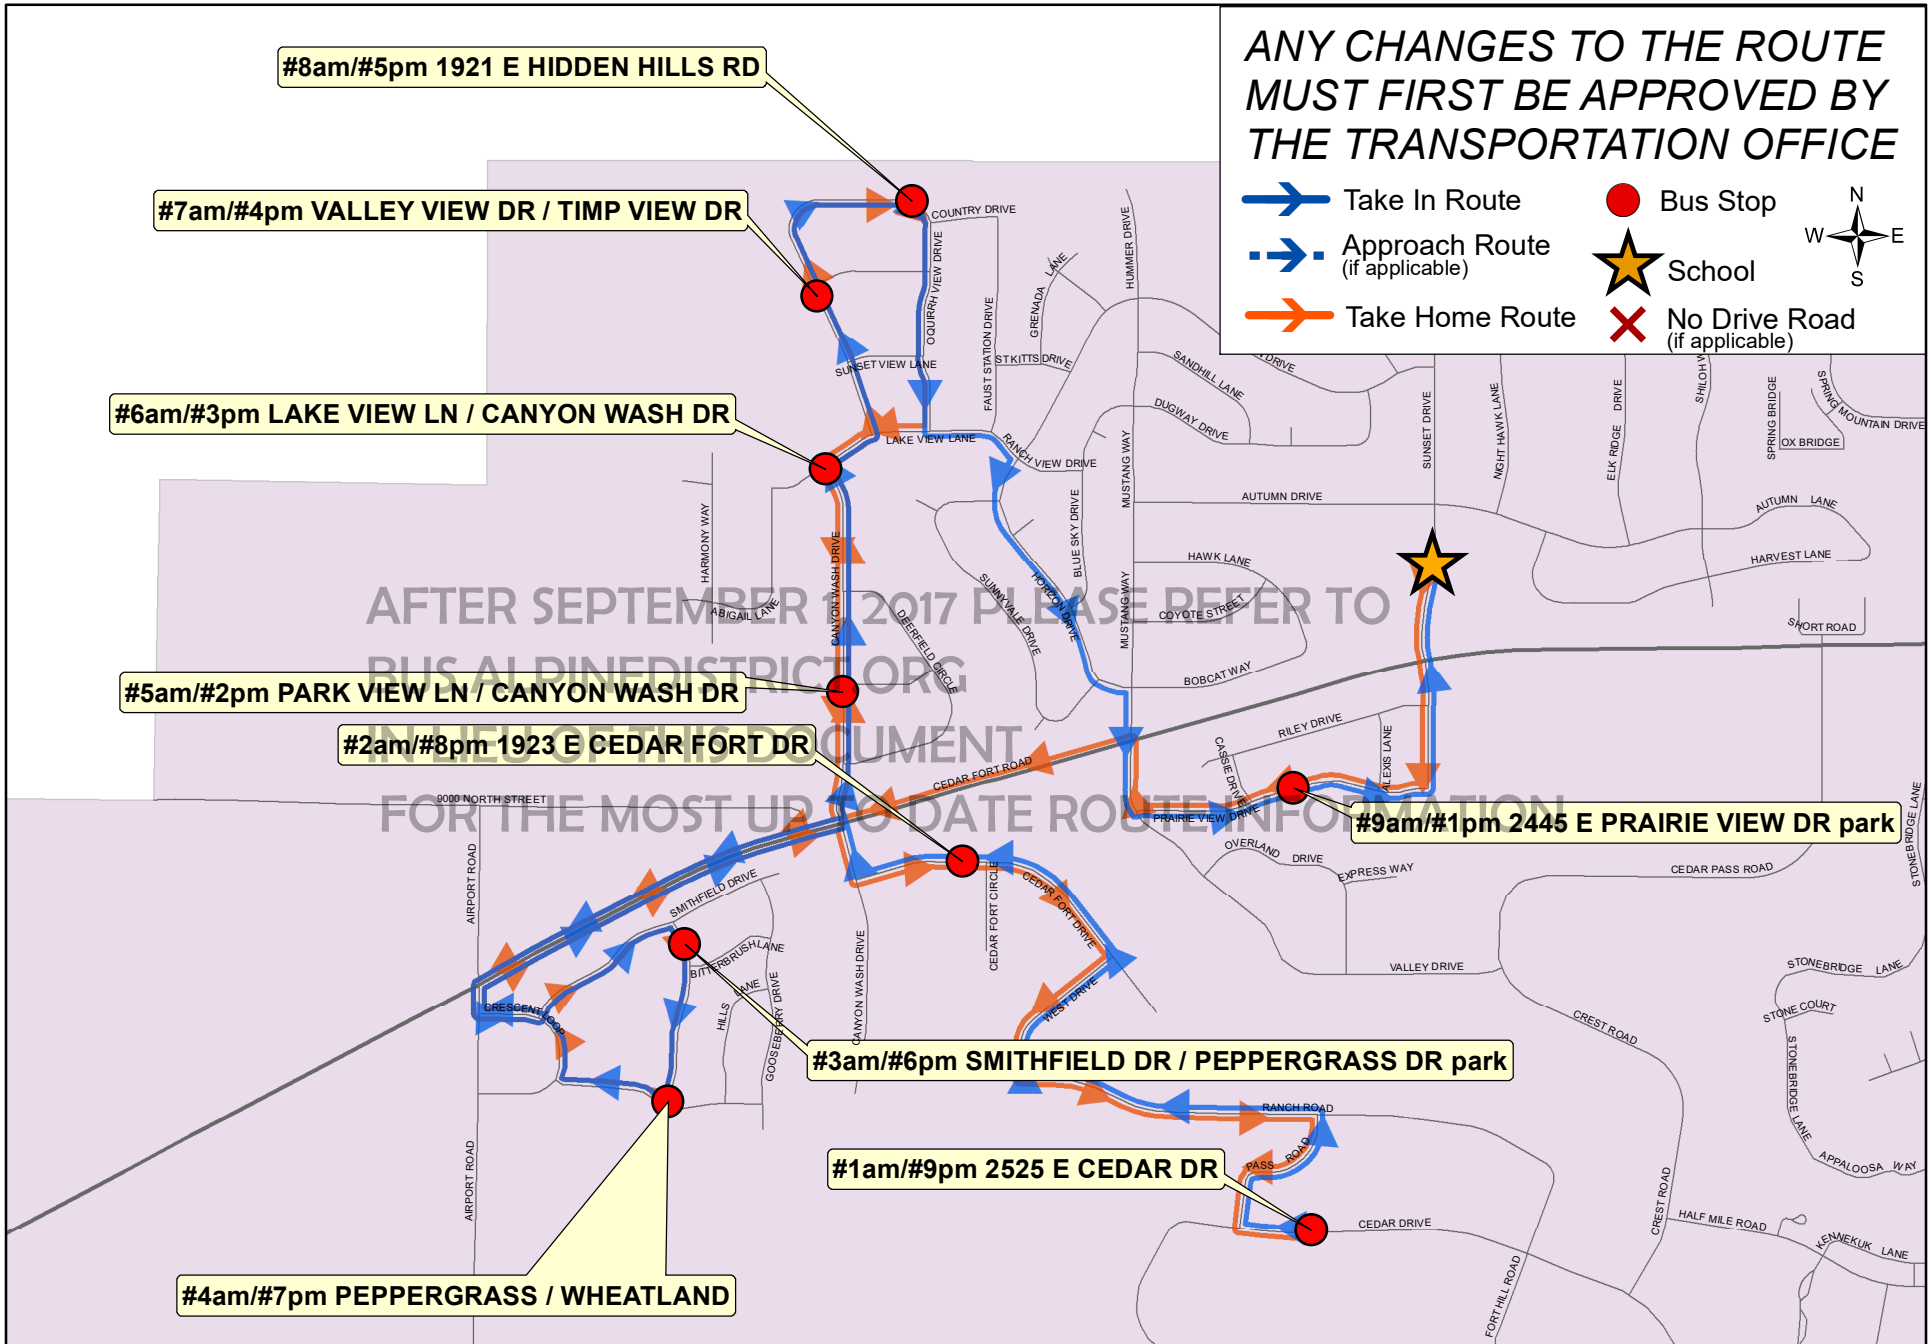 ANY CHANGES TO THE ROUTE
MUST FIRST BE APPROVED BY
THE TRANSPORTATION OFFICE
Take In Route
Approach Route
(if applicable)
Take Home Route
Bus Stop
School
No Drive Road
(if applicable)
N
W E
S
#8am/#5pm 1921 E HIDDEN HILLS RD
#7am/#4pm VALLEY VIEW DR / TIMP VIEW DR
#6am/#3pm LAKE VIEW LN / CANYON WASH DR
#5am/#2pm PARK VIEW LN / CANYON WASH DR
#2am/#8pm 1923 E CEDAR FORT DR
#9am/#1pm 2445 E PRAIRIE VIEW DR park
#3am/#6pm SMITHFIELD DR / PEPPERGRASS DR park
#1am/#9pm 2525 E CEDAR DR
#4am/#7pm PEPPERGRASS / WHEATLAND
AFTER SEPTEMBER 1, 2017 PLEASE REFER TO
BUS.ALPINEDISTRICT.ORG
IN LIEU OF THIS DOCUMENT
FOR THE MOST UP TO DATE ROUTE INFORMATION
COUNTRY DRIVE
OQUIRRH VIEW DRIVE
FAUST STATION DRIVE
GRENADA LANE
HUMMER DRIVE
ST KITTS DRIVE
SUNSET VIEW LANE
LAKE VIEW LANE
RANCH VIEW DRIVE
SANDHILL LANE
DUGWAY DRIVE
DRIVE
MUSTANG WAY
SUNSET DRIVE
NIGHT HAWK LANE
ELK RIDGE DRIVE
SHILOH W
SPRING BRIDGE
SPRING MOUNTAIN DRIVE
OX BRIDGE
AUTUMN DRIVE
AUTUMN LANE
HARVEST LANE
HARMONY WAY
ABIGAIL LANE
CANYON WASH DRIVE
DEERFIELD CIRCLE
SUNNYVALE DRIVE
HORIZON DRIVE
BLUE SKY DRIVE
MUSTANG WAY
HAWK LANE
COYOTE STREET
BOBCAT WAY
SHORT ROAD
RILEY DRIVE
CASSIE DRIVE
ALEXIS LANE
CEDAR FORT ROAD
PRAIRIE VIEW DRIVE
9000 NORTH STREET
AIRPORT ROAD
SMITHFIELD DRIVE
BITTERBRUSH LANE
HILLS LANE
GOOSEBERRY DRIVE
CANYON WASH DRIVE
CEDAR FORT CIRCLE
CEDAR FORT DRIVE
WEST DRIVE
OVERLAND DRIVE
EXPRESS WAY
CEDAR PASS ROAD
VALLEY DRIVE
STONEBRIDGE LANE
STONEBRIDGE LANE
STONE COURT
STONEBRIDGE LANE
APPALOOSA WAY
CREST ROAD
CREST ROAD
CRESCENT LOOP
AIRPORT ROAD
RANCH ROAD
PASS ROAD
CEDAR DRIVE
HALF MILE ROAD
KENNEKUK LANE
FORT HILL ROAD